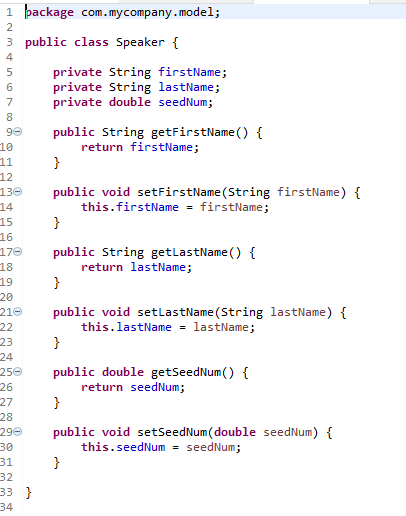 1 package com.mycompany.model;
2
3 public class Speaker {
4
5     private String firstName;
6     private String lastName;
7     private double seedNum;
8
9     public String getFirstName() {
10         return firstName;
11     }
12
13     public void setFirstName(String firstName) {
14         this.firstName = firstName;
15     }
16
17     public String getLastName() {
18         return lastName;
19     }
20
21     public void setLastName(String lastName) {
22         this.lastName = lastName;
23     }
24
25     public double getSeedNum() {
26         return seedNum;
27     }
28
29     public void setSeedNum(double seedNum) {
30         this.seedNum = seedNum;
31     }
32
33 }
34